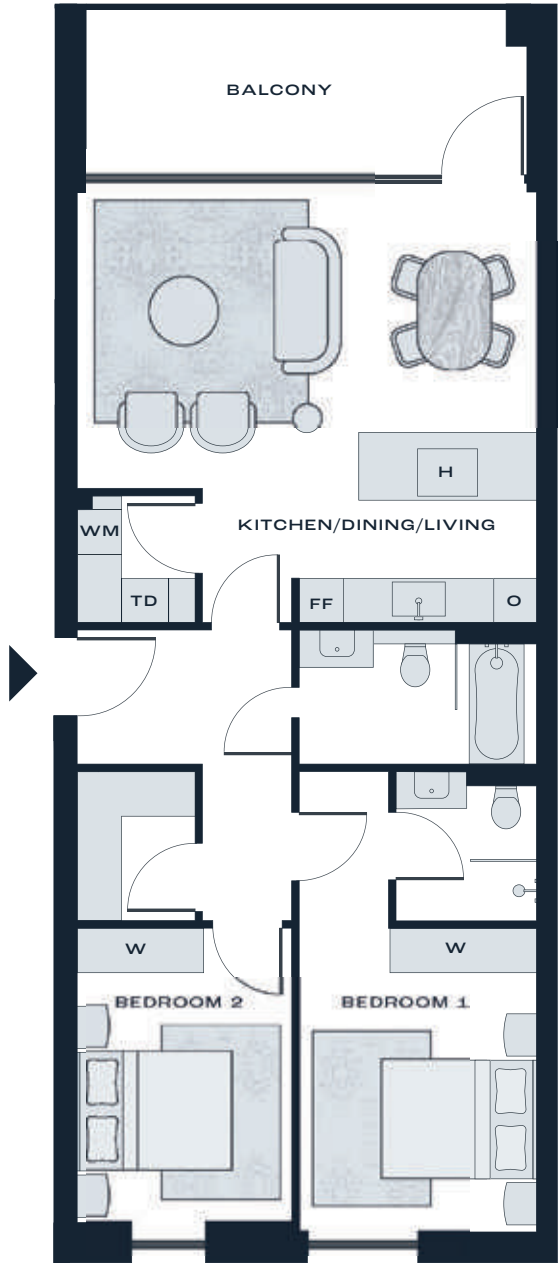 BALCONY
H
KITCHEN/DINING/LIVING
WM
TD
FF
O
W
W
BEDROOM 2
BEDROOM 1